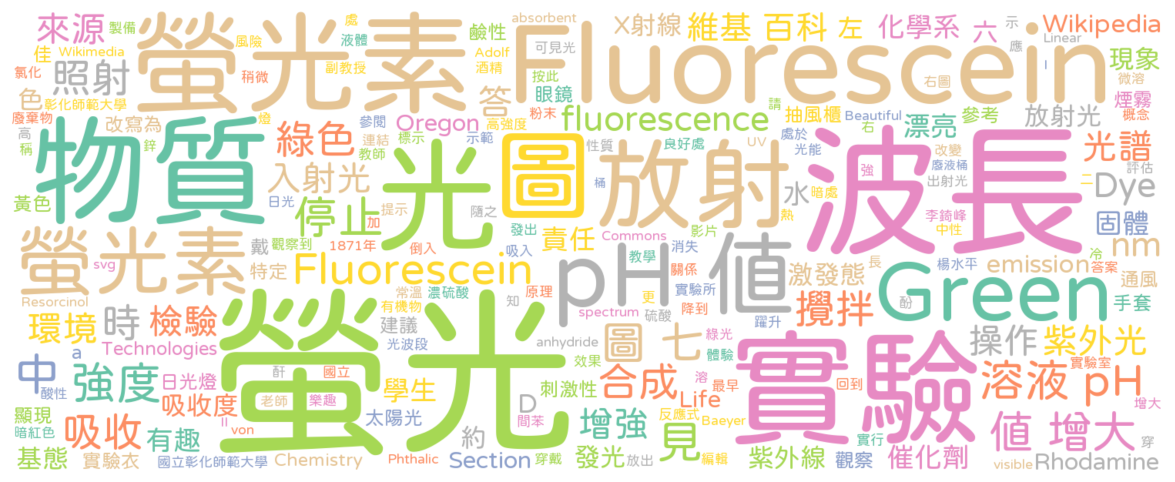 來源 螢光素 Fluorescein X射線 維基 百科 左 化學系 六 Wikipedia
absorbent 示 應 Linear I
製備 處 風險 液體 鹼性 Adolf 酒精 可見光
佳 Wikimedia 氯化 照射 稍微 副教授 答 按此 眼鏡 右圖 現象 微溶
色 彰化師範大學 廢棄物 改寫為 參閱 標示 高強度 粉末 請 抽風櫃 參考 煙霧 概念
高 稱 鋅 燈 連結 教師 Oregon 示範 fluorescence 處於 Beautiful 漂亮 放射光
物質 綠色 光 圖 性質 良好處 UV 放射 光能 右 改變 波長 強 廢液桶 出射光 光譜 評估
黃色 入射光 日光 停止 桶 水 暗處 熱 二 Dye
加 提示 隨之 發出 責任 影片 李錡峰 中性 固體
螢光素 戴 觀察到 1871年 倒入 吸入 Commons 消失 長 楊水平 冷 答案 nm
svg 特定 Fluorescein 教學 關係 pH 值 激發態 emission 通風
Resorcinol 常溫 有機物 濃硫酸 知 原理 實驗所 更 降到 Green 酚 手套
環境 時 檢驗 建議 光波段 spectrum 硫酸 躍升 攪拌
Technologies 螢光 anhydride 綠光 體驗 圖 七 實驗 操作 紫外光
中 a 酸性 強度 日光燈 酐 國立 效果 溶 最早 回到 實驗室
吸收度 老師 樂趣 學生 刺激性 合成 Life 溶液 pH
顯現 暗紅色 吸收 有趣 II von 太陽光 D 間苯 增強 反應式 Baeyer 見 值 增大 增大
基態 實驗衣 國立彰化師範大學 Chemistry Phthalic Section 約 穿戴 發光 放出 編輯 紫外線 實行 觀察 催化劑 visible 穿 Rhodamine